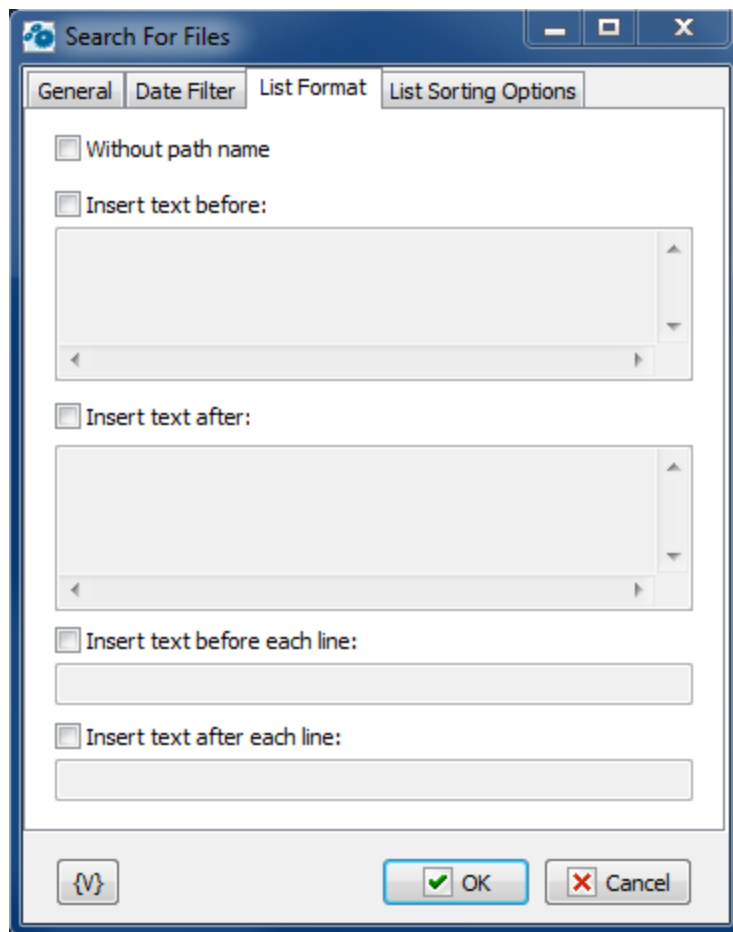 Search For Files
General Date Filter List Format List Sorting Options
Without path name
Insert text before:
Insert text after:
Insert text before each line:
Insert text after each line:
{V} OK Cancel